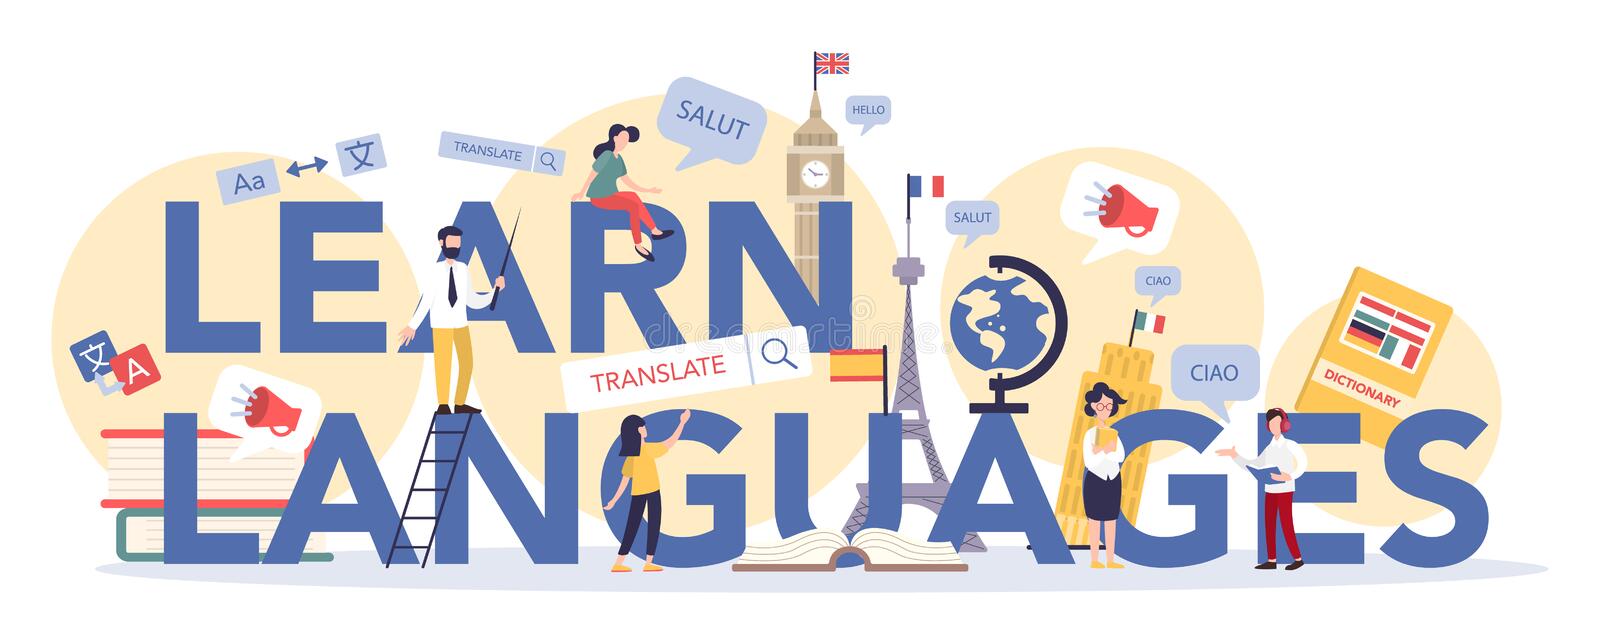 LEARN
LANGUAGES
Aa
文
TRANSLATE
SALUT
HELLO
SALUT
CIAO
文
A
TRANSLATE
CIAO
DICTIONARY